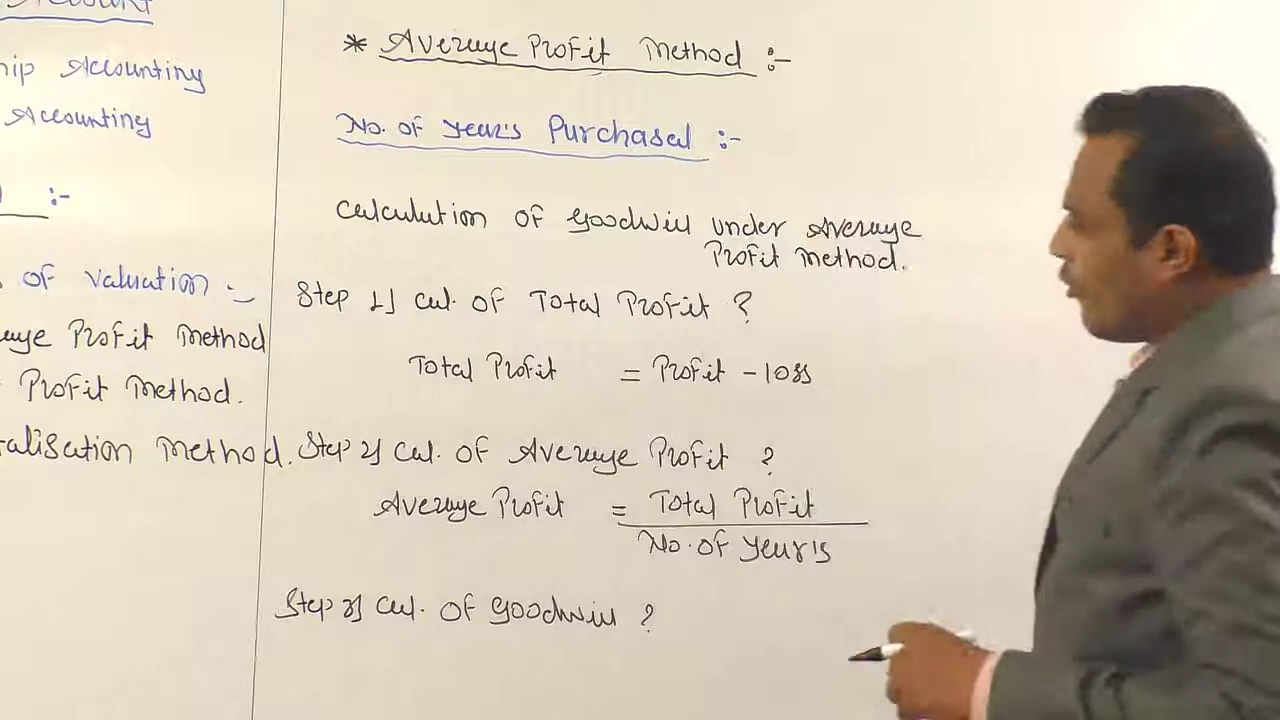 Account
hip Accounting
Accounting
:-
of Valuation :-
age Profit Method
Profit Method.
talisation Method.
* Average Profit Method :-
No. of Year's Purchased :-
Calculation of Goodwill under Average
Profit Method.
Step 1] Cal. of Total Profit ?
Total Profit = Profit - Loss
Step 2] Cal. of Average Profit ?
Average Profit = Total Profit
No. of Year's
Step 3] Cal. of Goodwill ?